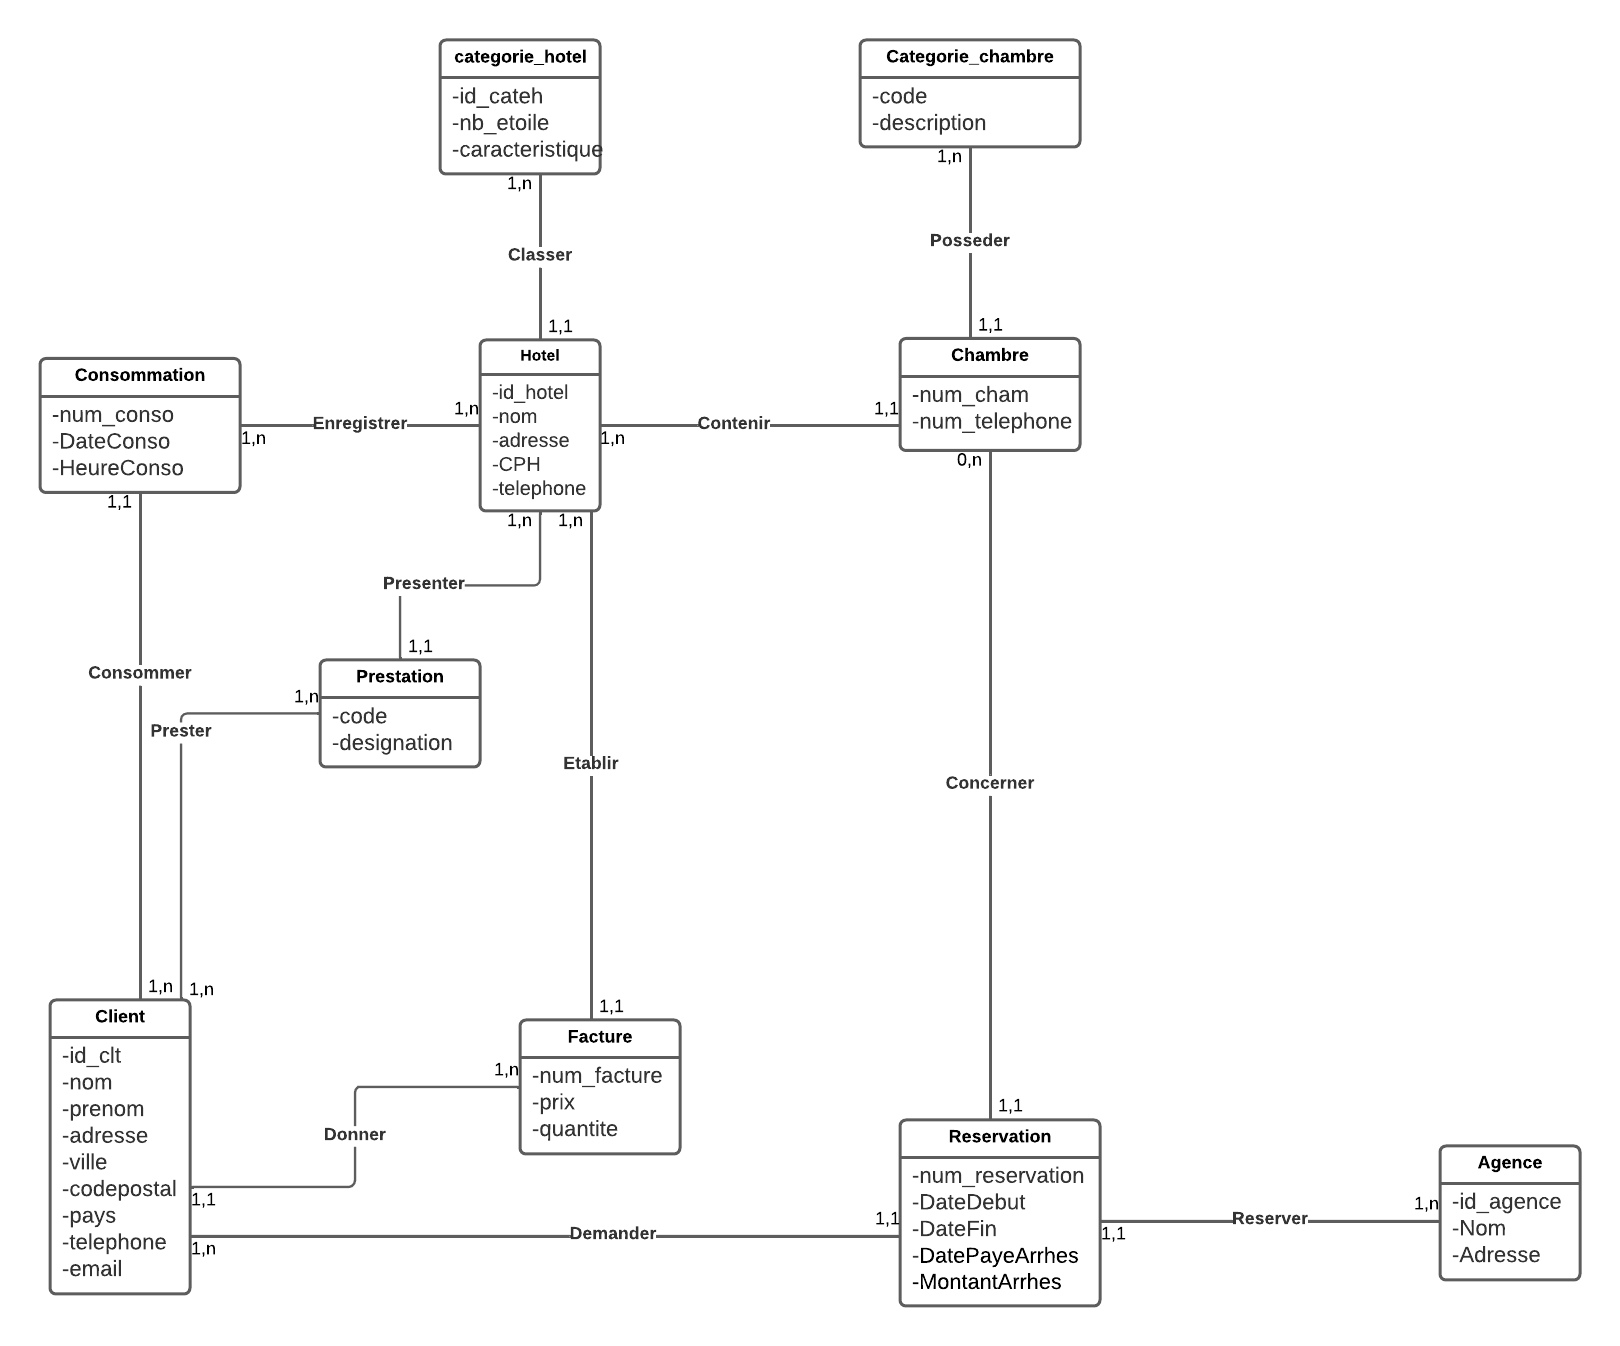 categorie_hotel
-id_cateh
-nb_etoile
-caracteristique
1,n
Classer
1,1
Categorie_chambre
-code
-description
1,n
Posseder
1,1
Consommation
-num_conso
-DateConso
-HeureConso
1,n
Enregistrer
1,n
Hotel
-id_hotel
-nom
-adresse
-CPH
-telephone
1,n
Contenir
1,1
Chambre
-num_cham
-num_telephone
1,1
1,n
1,n
0,n
Presenter
1,1
Consommer
Prestation
-code
-designation
1,n
Prester
Etablir
Concerner
1,n
1,n
1,1
Client
-id_clt
-nom
-prenom
-adresse
-ville
-codepostal
-pays
-telephone
-email
Facture
-num_facture
-prix
-quantite
1,n
Donner
1,1
1,n
Demander
1,1
1,1
Reservation
-num_reservation
-DateDebut
-DateFin
-DatePayeArrhes
-MontantArrhes
1,1
Reserver
1,n
Agence
-id_agence
-Nom
-Adresse